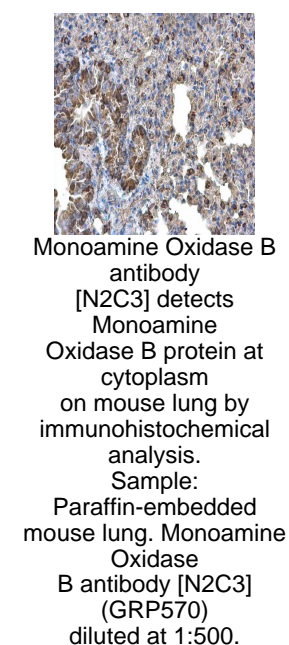 Monoamine Oxidase B
antibody
[N2C3] detects
Monoamine
Oxidase B protein at
cytoplasm
on mouse lung by
immunohistochemical
analysis.
Sample:
Paraffin-embedded
mouse lung. Monoamine
Oxidase
B antibody [N2C3]
(GRP570)
diluted at 1:500.